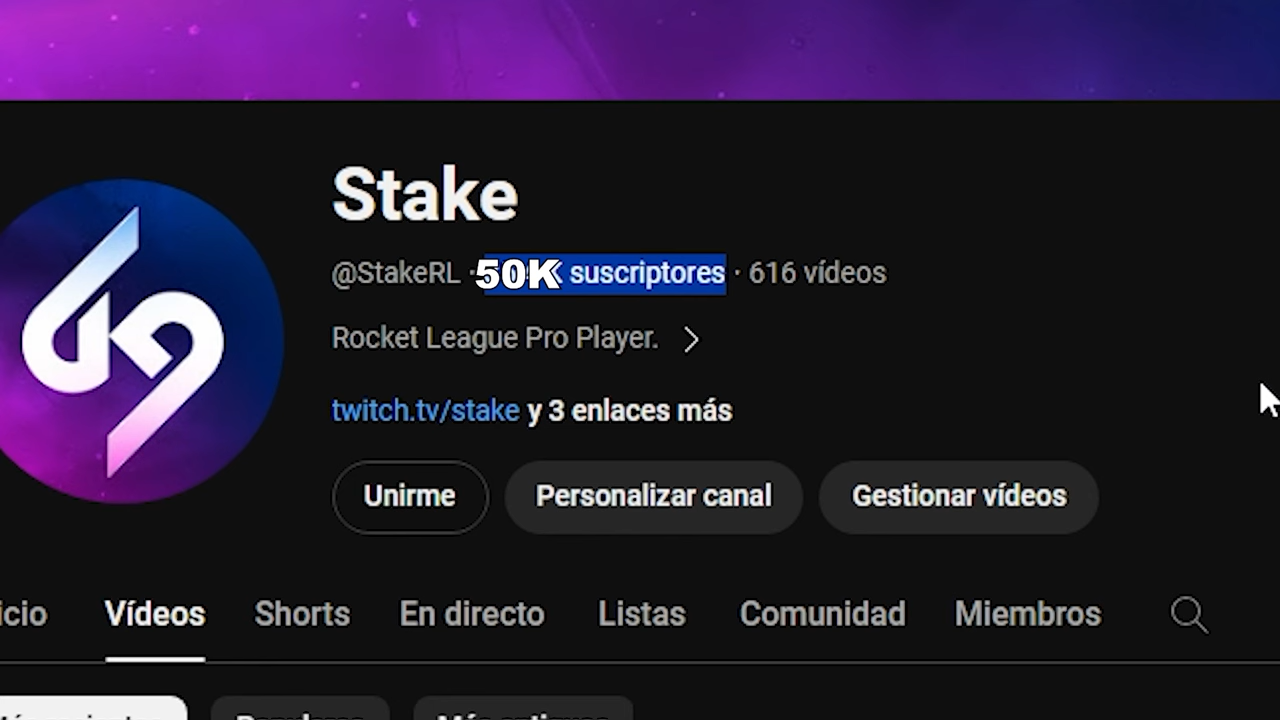 Stake
@StakeRL · 50K suscriptores · 616 vídeos
Rocket League Pro Player.
twitch.tv/stake y 3 enlaces más
Unirme
Personalizar canal
Gestionar vídeos
icio
Vídeos
Shorts
En directo
Listas
Comunidad
Miembros